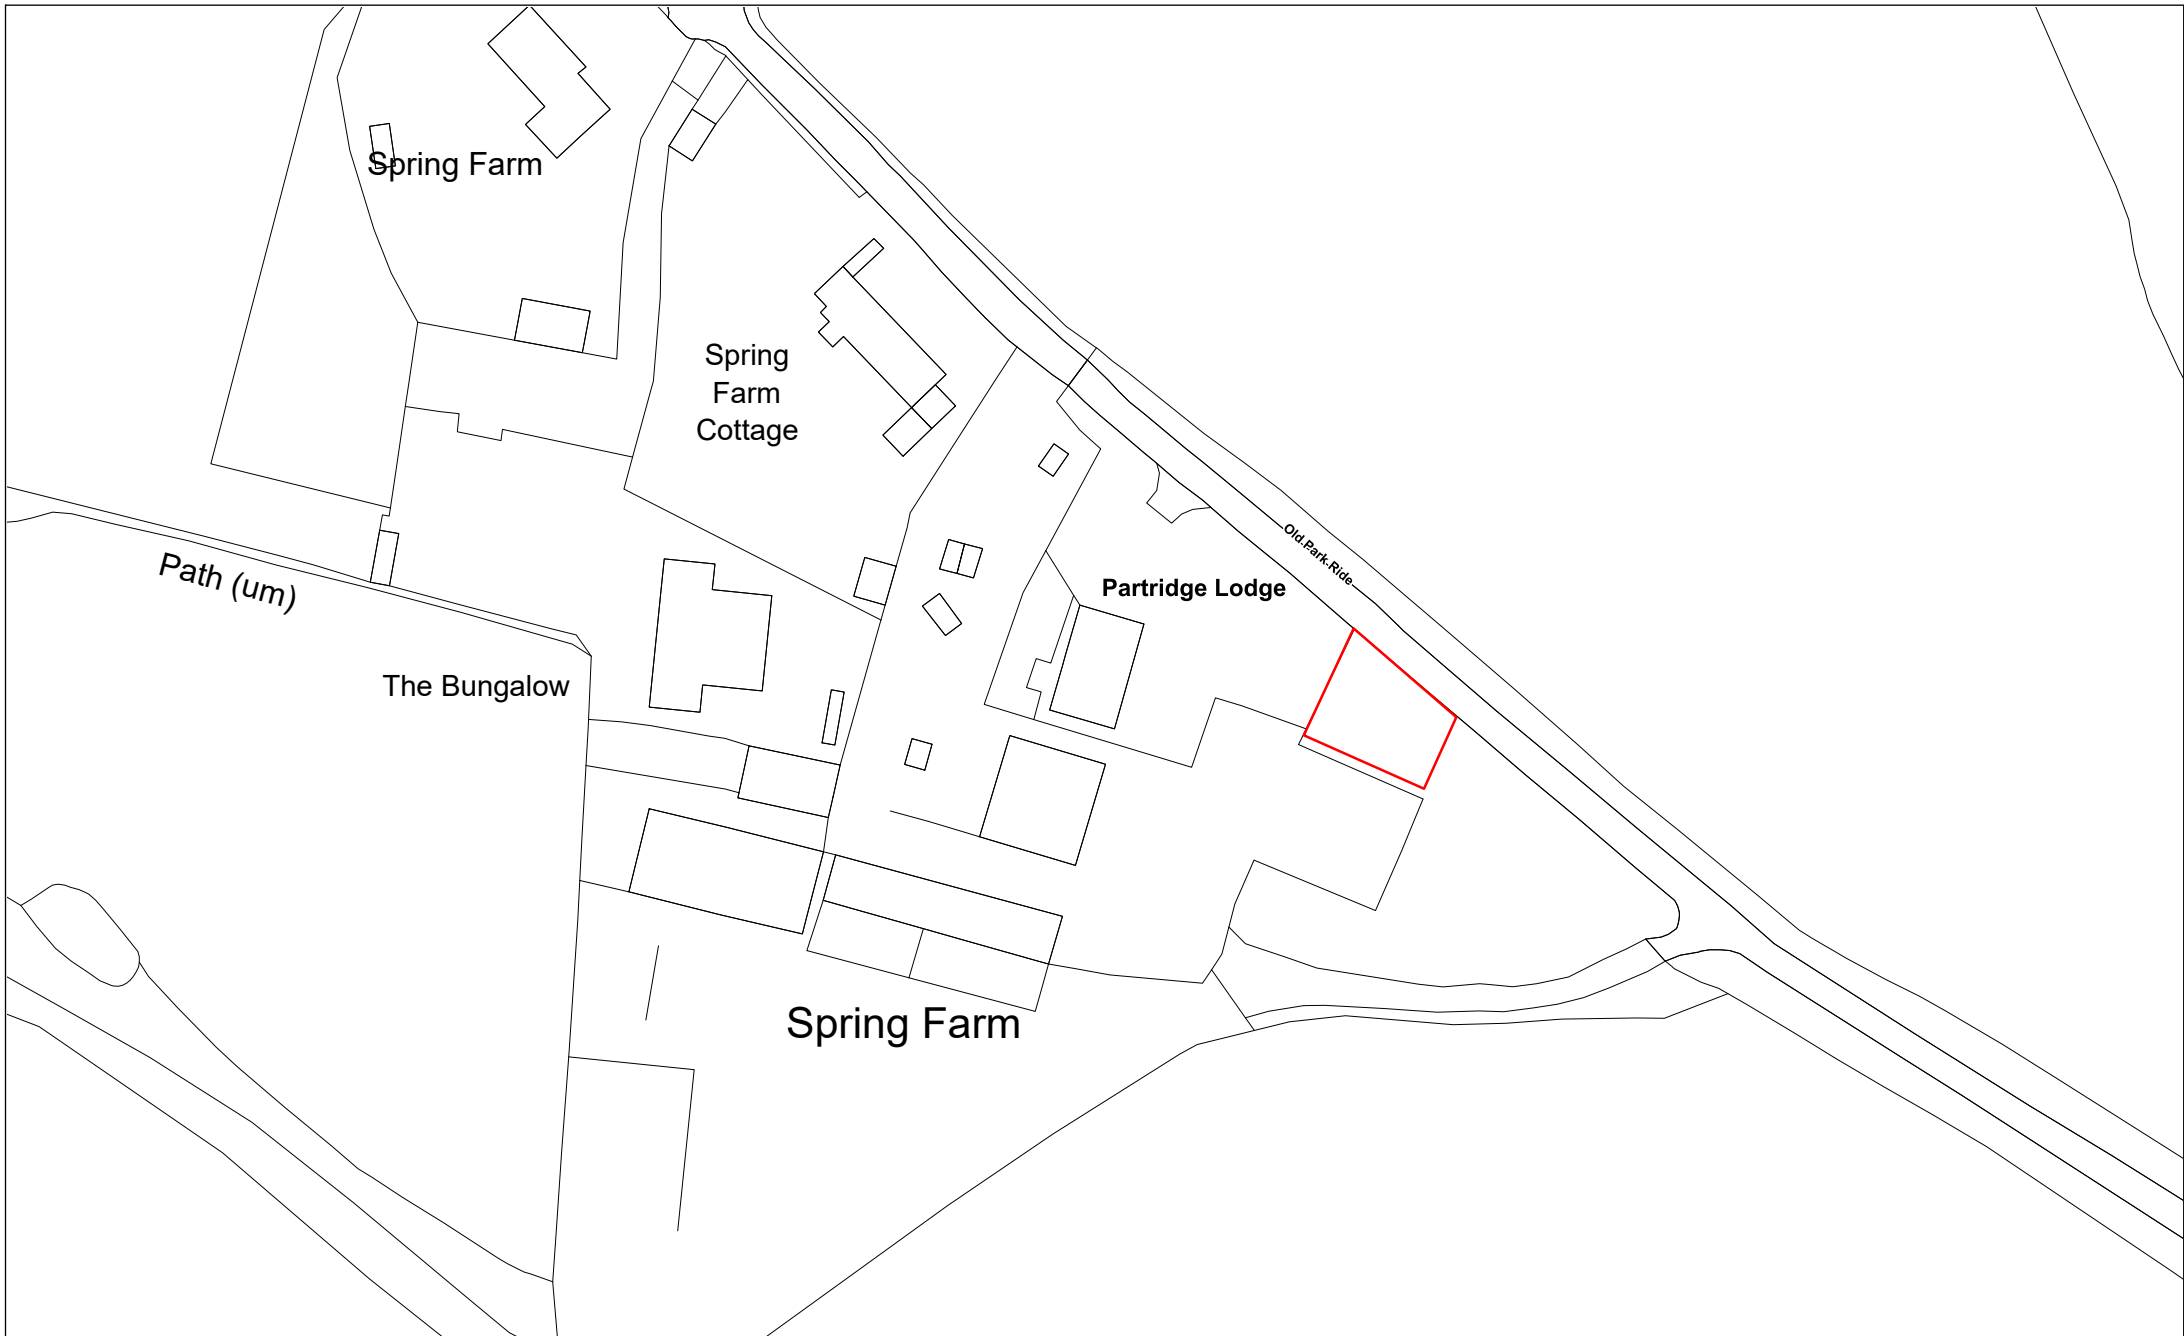 Spring Farm
Spring
Farm
Cottage
Old Park Ride
Path (um)
Partridge Lodge
The Bungalow
Spring Farm